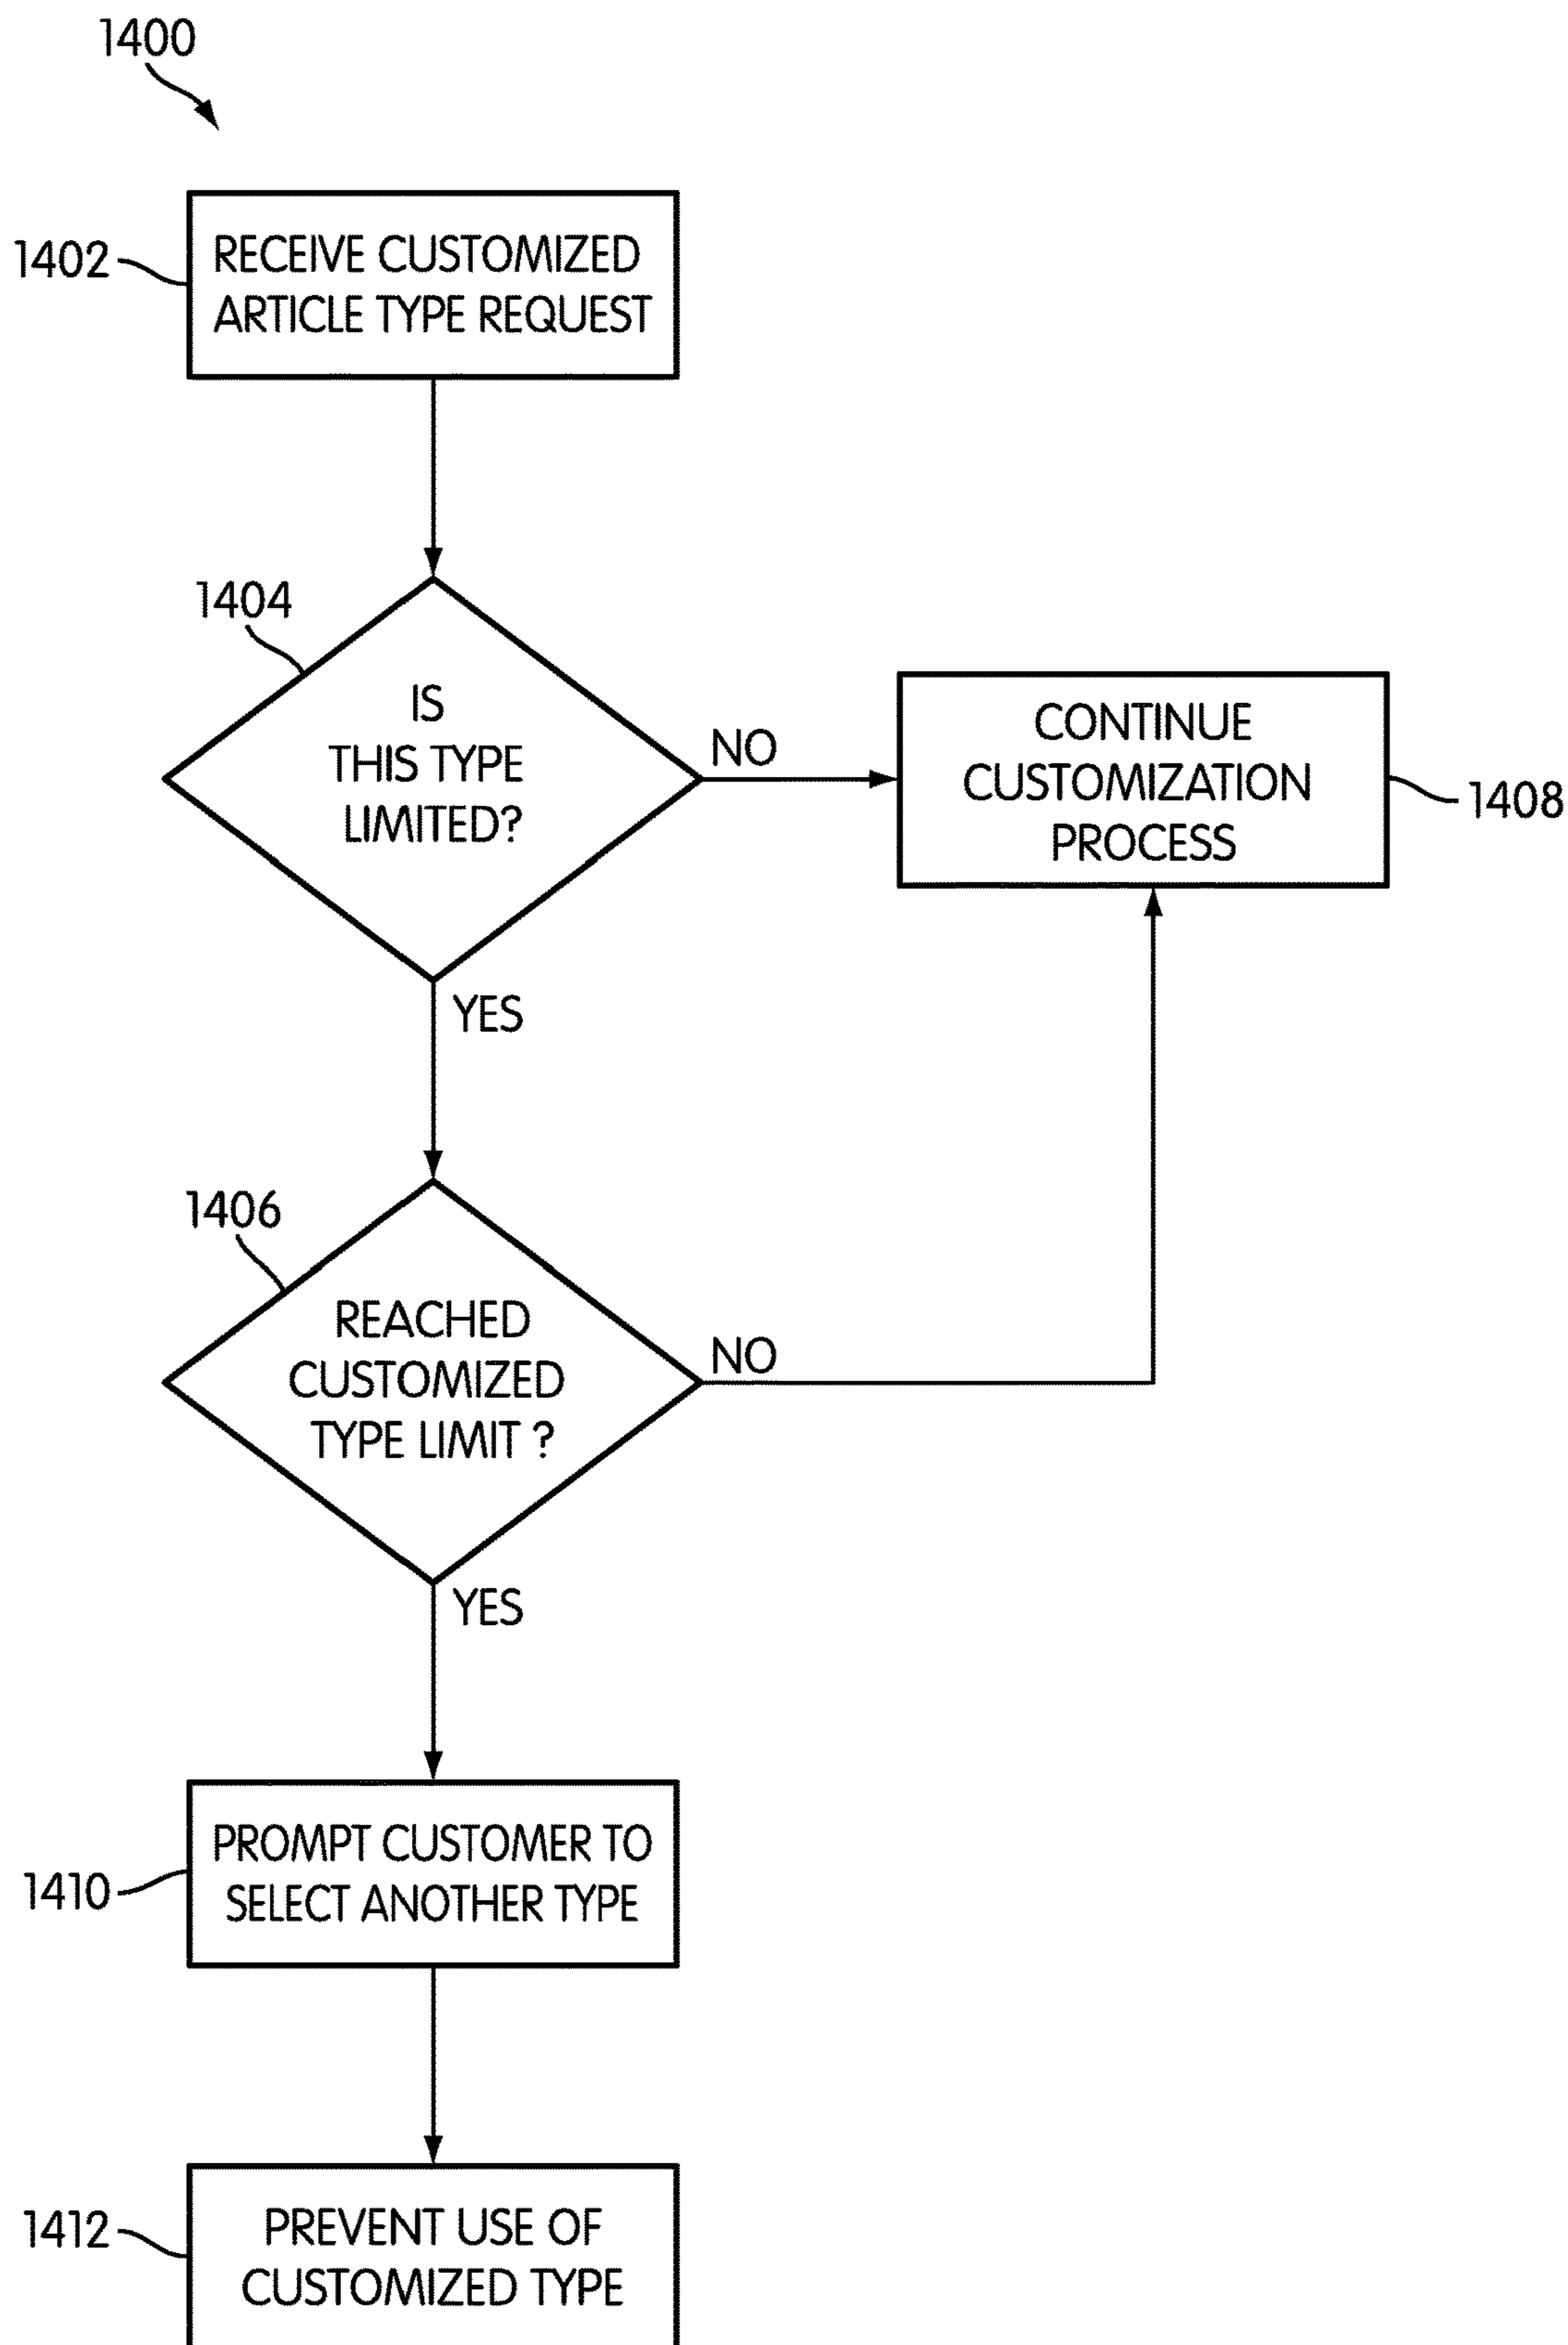 1400
1402
RECEIVE CUSTOMIZED
ARTICLE TYPE REQUEST
1404
IS
THIS TYPE
LIMITED?
NO
CONTINUE
CUSTOMIZATION
PROCESS
1408
YES
1406
REACHED
CUSTOMIZED
TYPE LIMIT ?
NO
YES
1410
PROMPT CUSTOMER TO
SELECT ANOTHER TYPE
1412
PREVENT USE OF
CUSTOMIZED TYPE